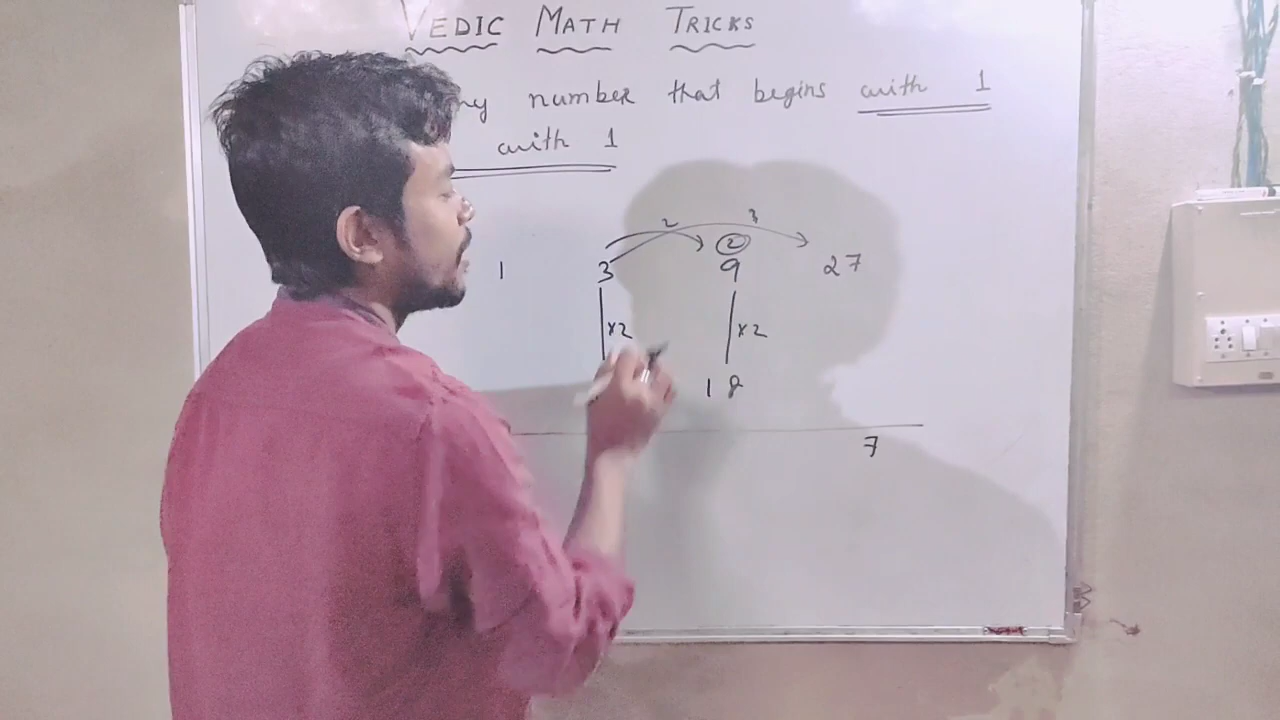 VEDIC MATH TRICKS
number that begins with 1
with 1
2 3
2
1 3 9 27
x2 x2
18
7